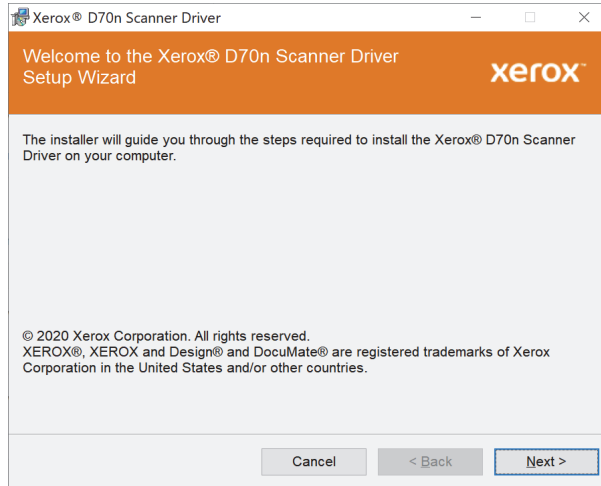 Xerox® D70n Scanner Driver
Welcome to the Xerox® D70n Scanner Driver
Setup Wizard
xerox™
The installer will guide you through the steps required to install the Xerox® D70n Scanner
Driver on your computer.
© 2020 Xerox Corporation. All rights reserved.
XEROX®, XEROX and Design® and DocuMate® are registered trademarks of Xerox
Corporation in the United States and/or other countries.
Cancel
< Back
Next >